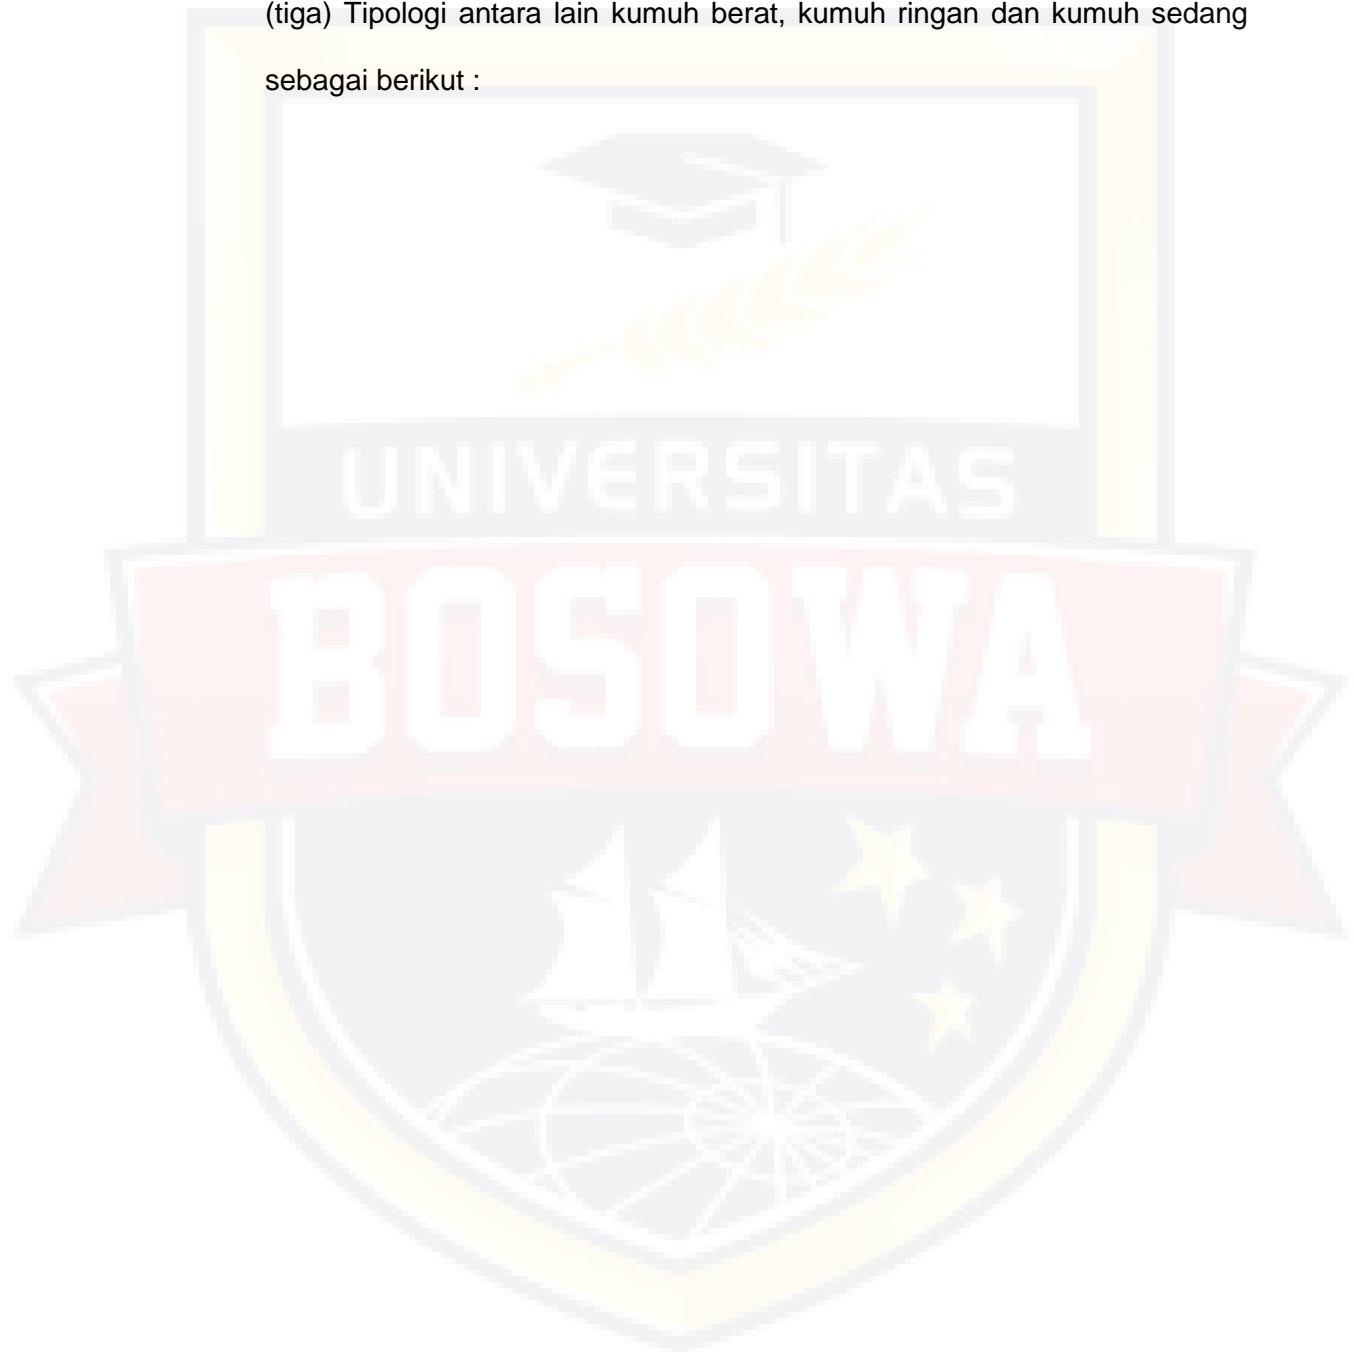 (tiga) Tipologi antara lain kumuh berat, kumuh ringan dan kumuh sedang
sebagai berikut :
UNIVERSITAS
BOSOWA